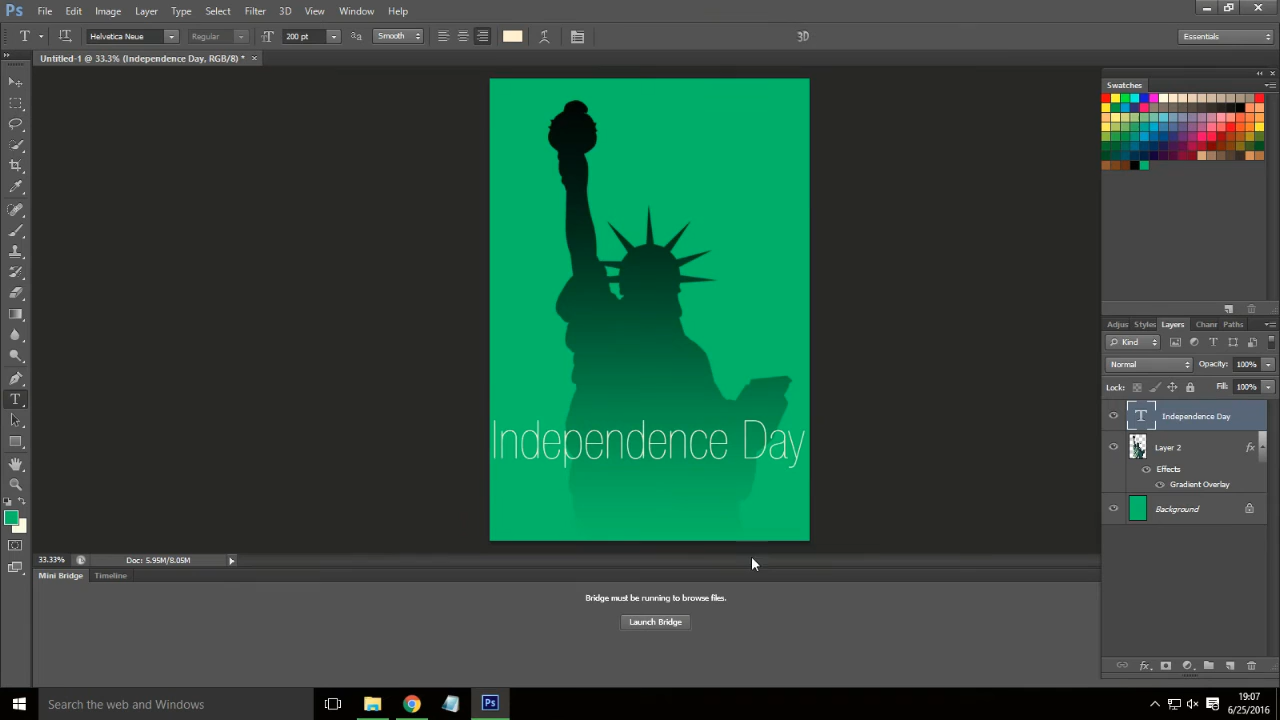 Ps File Edit Image Layer Type Select Filter 3D View Window Help
T Helvetica Neue Regular T 200 pt aa Smooth 3D Essentials
Untitled-1 @ 33.3% (Independence Day, RGB/8) * ×
Swatches
Independence Day
Adjus Styles Layers Chanr Paths
Kind
Normal Opacity: 100%
Lock: Fill: 100%
T Independence Day
Layer 2 fx
Effects
Gradient Overlay
Background
33.33% Doc: 5.95M/8.05M
Mini Bridge Timeline
Bridge must be running to browse files.
Launch Bridge
Search the web and Windows
Ps
19:07
6/25/2016